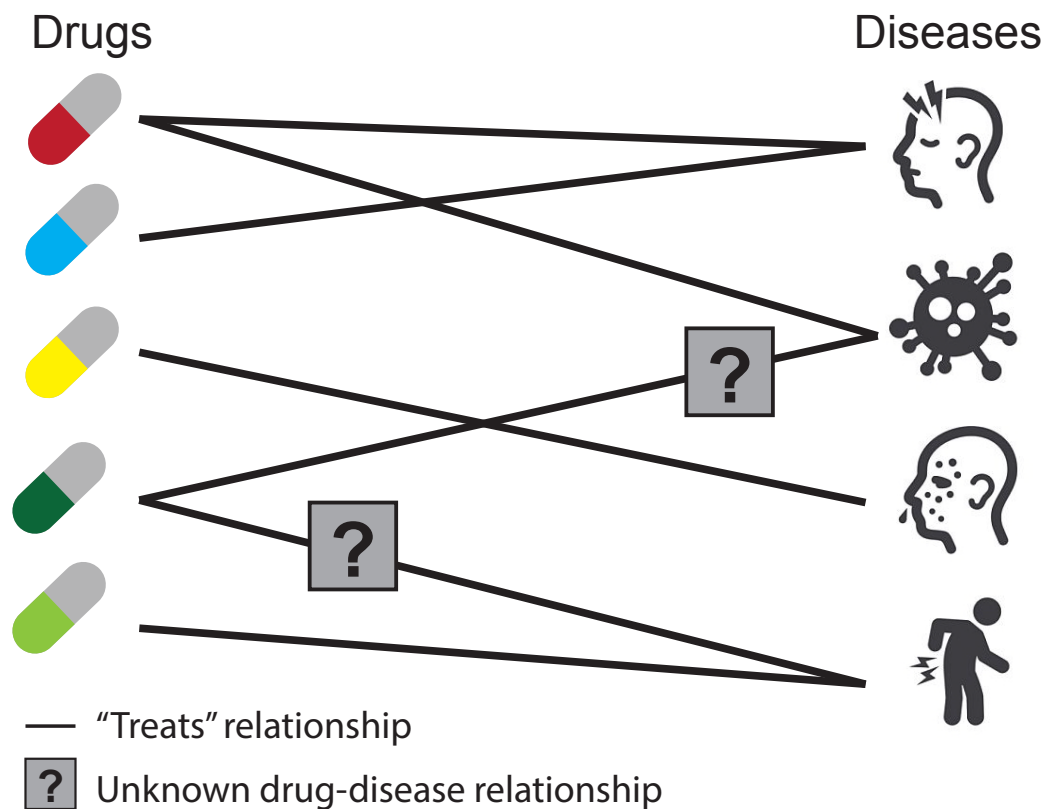 Drugs
Diseases
?
?
“Treats” relationship
? Unknown drug-disease relationship